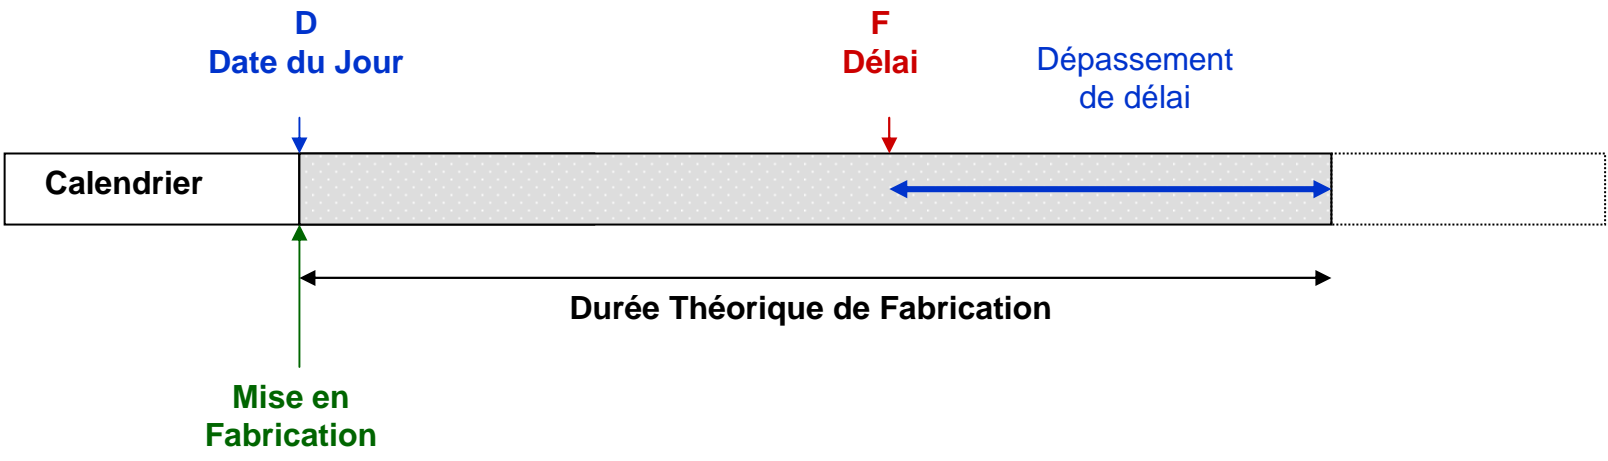 D
Date du Jour
F
Délai
Dépassement
de délai
Calendrier
Durée Théorique de Fabrication
Mise en
Fabrication